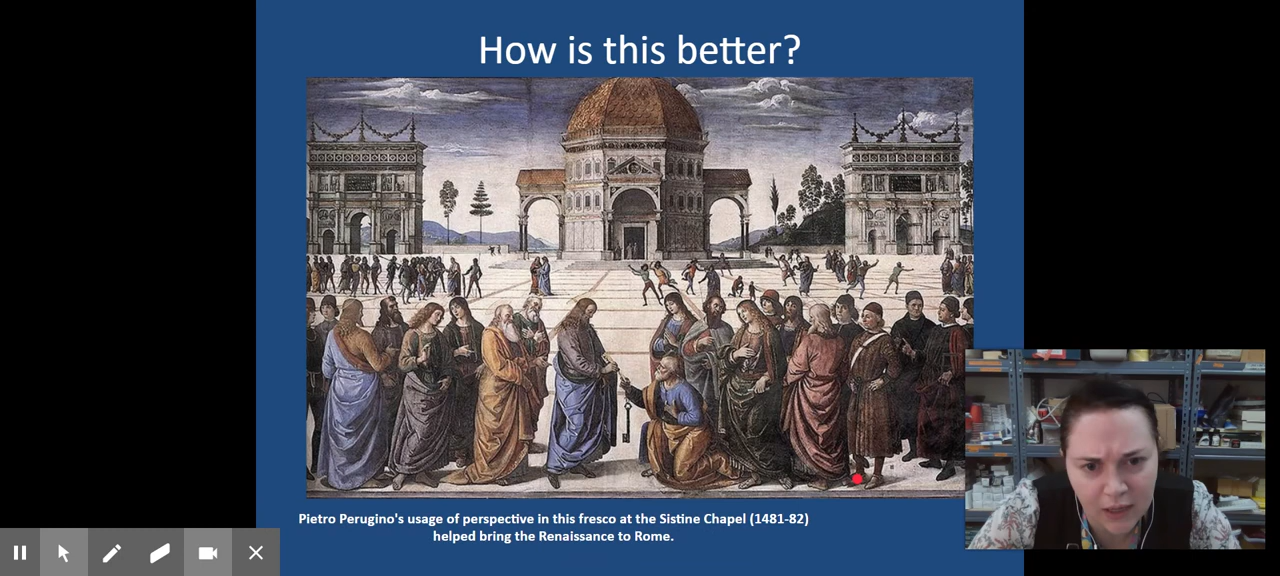 How is this better?
Pietro Perugino's usage of perspective in this fresco at the Sistine Chapel (1481-82)
helped bring the Renaissance to Rome.